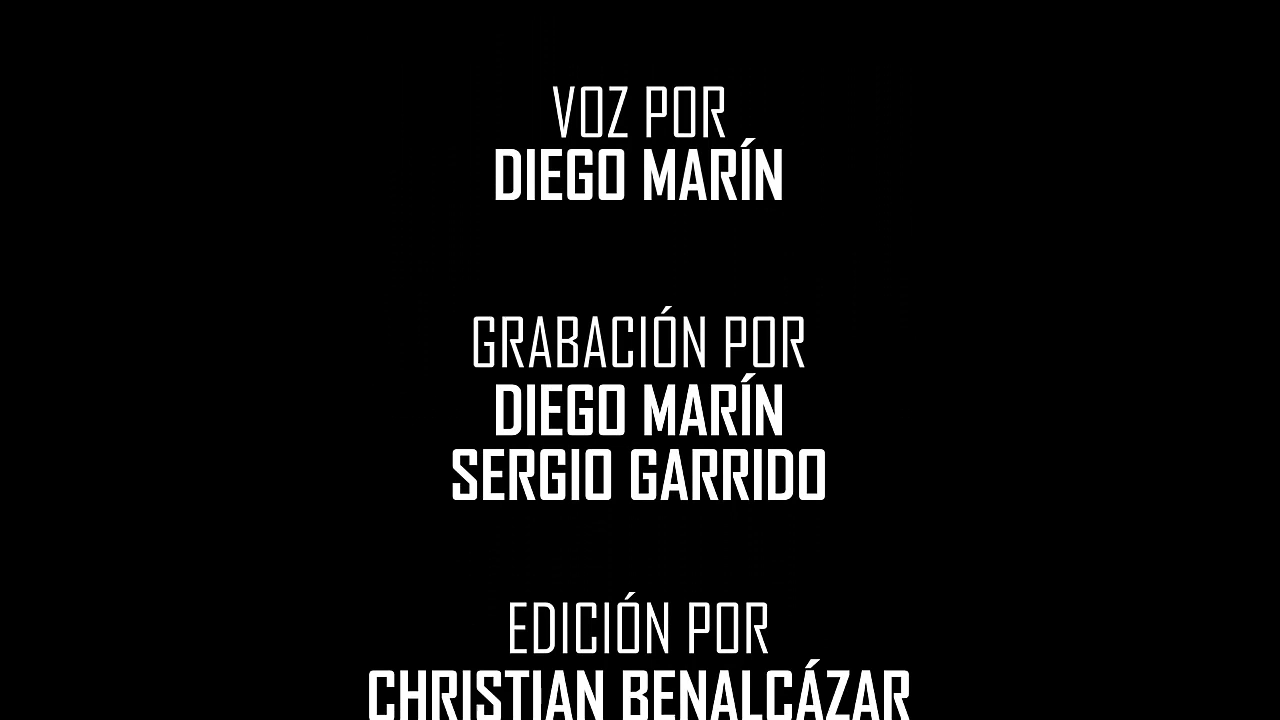 VOZ POR
DIEGO MARÍN
GRABACIÓN POR
DIEGO MARÍN
SERGIO GARRIDO
EDICIÓN POR
CHRISTIAN BENALCÁZAR